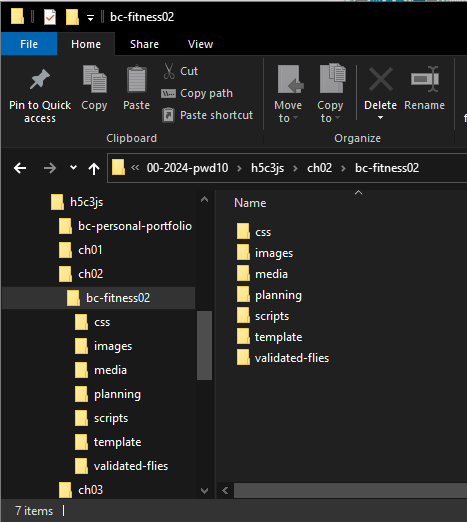 bc-fitness02
File
Home
Share
View
Pin to Quick
access
Copy
Paste
Cut
Copy path
Paste shortcut
Clipboard
Move
to
Copy
to
Delete
Rename
Organize
00-2024-pwd10 > h5c3js > ch02 > bc-fitness02
h5c3js
bc-personal-portfolio
ch01
ch02
bc-fitness02
css
images
media
planning
scripts
template
validated-flies
ch03
Name
css
images
media
planning
scripts
template
validated-flies
7 items